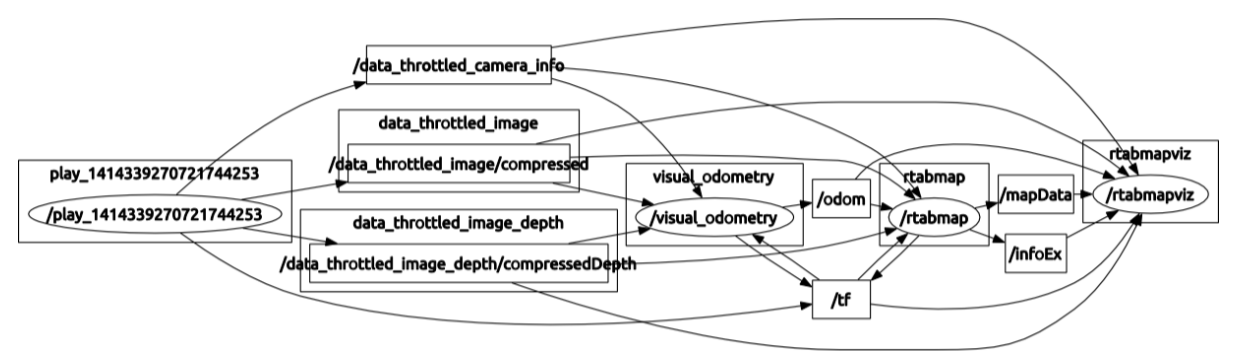 /data_throttled_camera_info
data_throttled_image
/data_throttled_image/compressed
play_1414339270721744253
/play_1414339270721744253
data_throttled_image_depth
/data_throttled_image_depth/compressedDepth
visual_odometry
/visual_odometry
/odom
/tf
rtabmap
/rtabmap
/mapData
/infoEx
rtabmapviz
/rtabmapviz